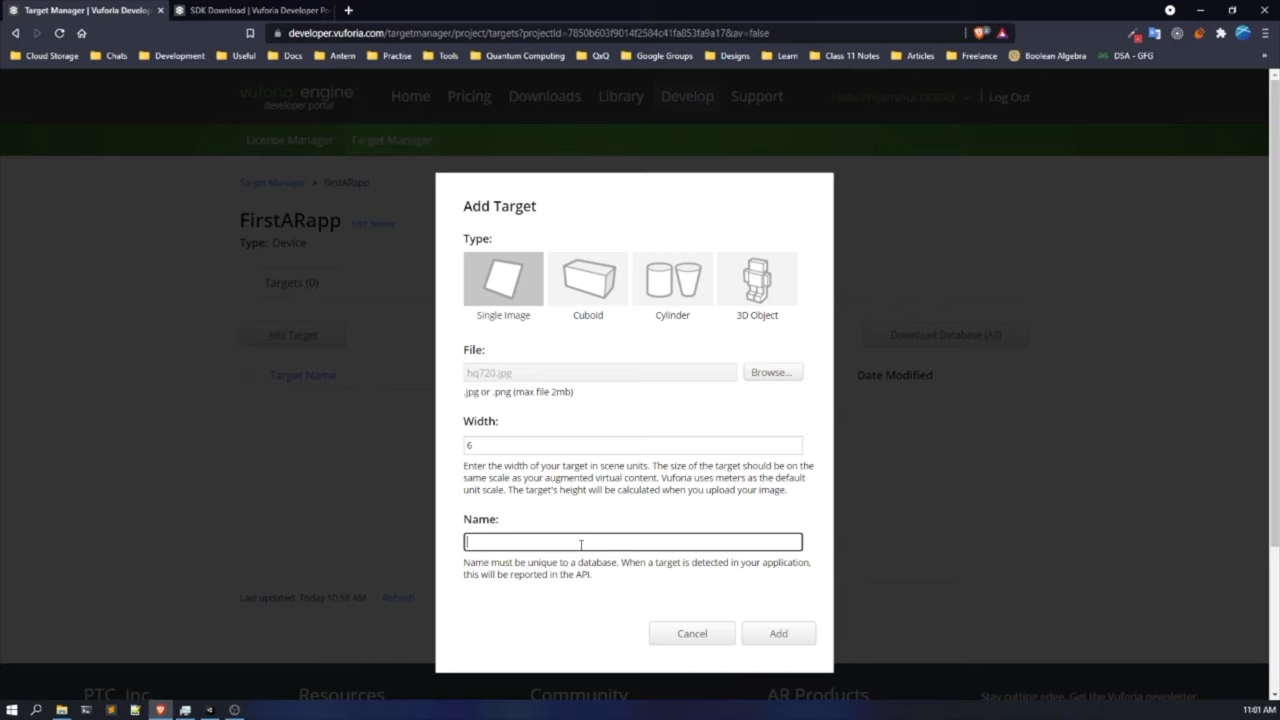 Target Manager | Vuforia Develop
SDK Download | Vuforia Developer Po
developer.vuforia.com/targetmanager/project/targets?projectId=7850b603f9014f2584c41fa853fa9a17&av=false
Cloud Storage Chats Development Useful Docs Antern Practise Tools Quantum Computing QxQ Google Groups Designs Learn Class 11 Notes Articles Freelance Boolean Algebra DSA - GFG
vuforia engine
developer portal
Home Pricing Downloads Library Develop Support Log Out
License Manager Target Manager
Target Manager > FirstARapp
FirstARapp Edit Name
Type: Device
Targets (0)
Add Target Download Database (All)
Target Name Date Modified
Last updated: Today 10:59 AM Refresh
Add Target
Type:
Single Image Cuboid Cylinder 3D Object
File:
hq720.jpg Browse...
.jpg or .png (max file 2mb)
Width:
6
Enter the width of your target in scene units. The size of the target should be on the
same scale as your augmented virtual content. Vuforia uses meters as the default
unit scale. The target's height will be calculated when you upload your image.
Name:
Name must be unique to a database. When a target is detected in your application,
this will be reported in the API.
Cancel Add
PTC, Inc. Resources Community AR Products Stay cutting edge. Get the Vuforia newsletter.
11:01 AM